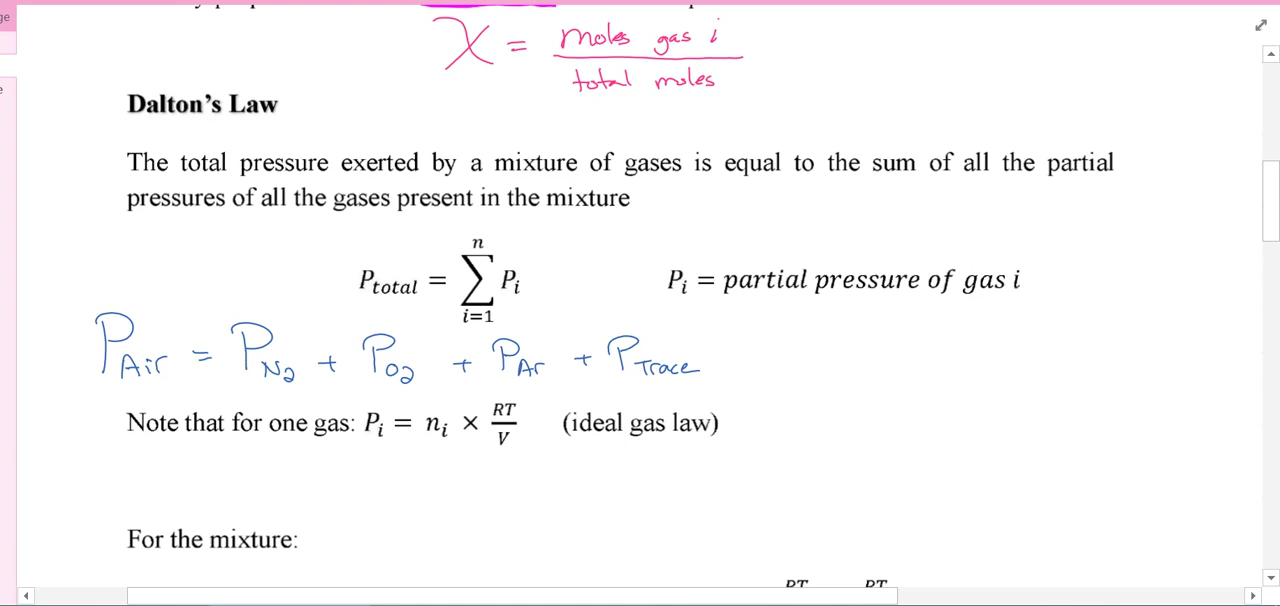 χ = moles gas i / total moles
Dalton's Law
The total pressure exerted by a mixture of gases is equal to the sum of all the partial
pressures of all the gases present in the mixture
P_total = ∑_{i=1}^{n} P_i    P_i = partial pressure of gas i
P_Air = P_N2 + P_O2 + P_Ar + P_Trace
Note that for one gas: P_i = n_i × RT/V (ideal gas law)
For the mixture: